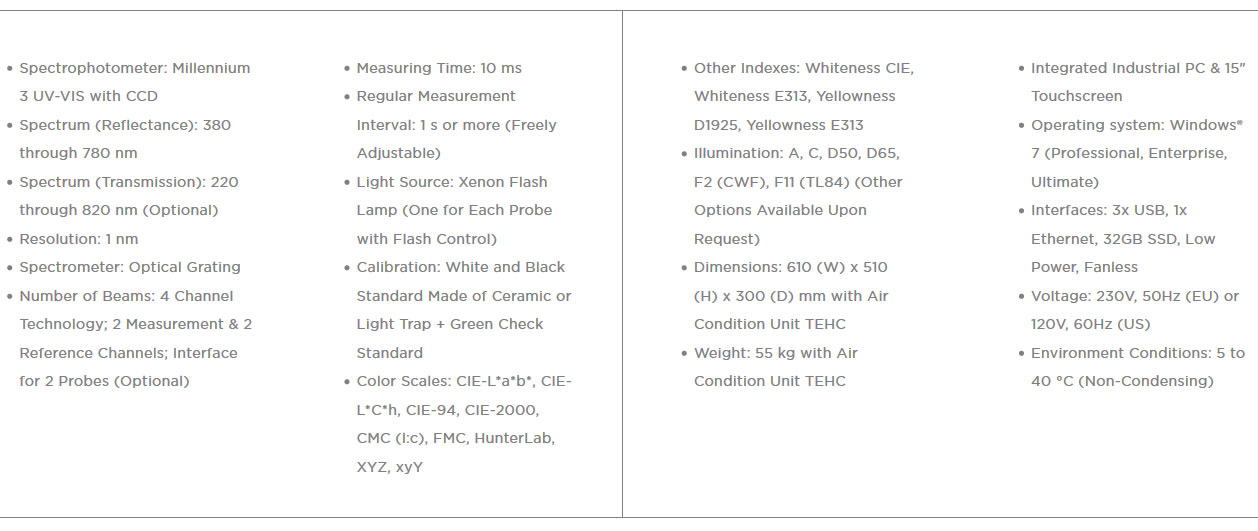 • Spectrophotometer: Millennium
3 UV-VIS with CCD
• Spectrum (Reflectance): 380
through 780 nm
• Spectrum (Transmission): 220
through 820 nm (Optional)
• Resolution: 1 nm
• Spectrometer: Optical Grating
• Number of Beams: 4 Channel
Technology; 2 Measurement & 2
Reference Channels; Interface
for 2 Probes (Optional)
• Measuring Time: 10 ms
• Regular Measurement
Interval: 1 s or more (Freely
Adjustable)
• Light Source: Xenon Flash
Lamp (One for Each Probe
with Flash Control)
• Calibration: White and Black
Standard Made of Ceramic or
Light Trap + Green Check
Standard
• Color Scales: CIE-L*a*b*, CIE-
L*C*h, CIE-94, CIE-2000,
CMC (l:c), FMC, HunterLab,
XYZ, xyY
• Other Indexes: Whiteness CIE,
Whiteness E313, Yellowness
D1925, Yellowness E313
• Illumination: A, C, D50, D65,
F2 (CWF), F11 (TL84) (Other
Options Available Upon
Request)
• Dimensions: 610 (W) x 510
(H) x 300 (D) mm with Air
Condition Unit TEHC
• Weight: 55 kg with Air
Condition Unit TEHC
• Integrated Industrial PC & 15"
Touchscreen
• Operating system: Windows®
7 (Professional, Enterprise,
Ultimate)
• Interfaces: 3x USB, 1x
Ethernet, 32GB SSD, Low
Power, Fanless
• Voltage: 230V, 50Hz (EU) or
120V, 60Hz (US)
• Environment Conditions: 5 to
40 °C (Non-Condensing)